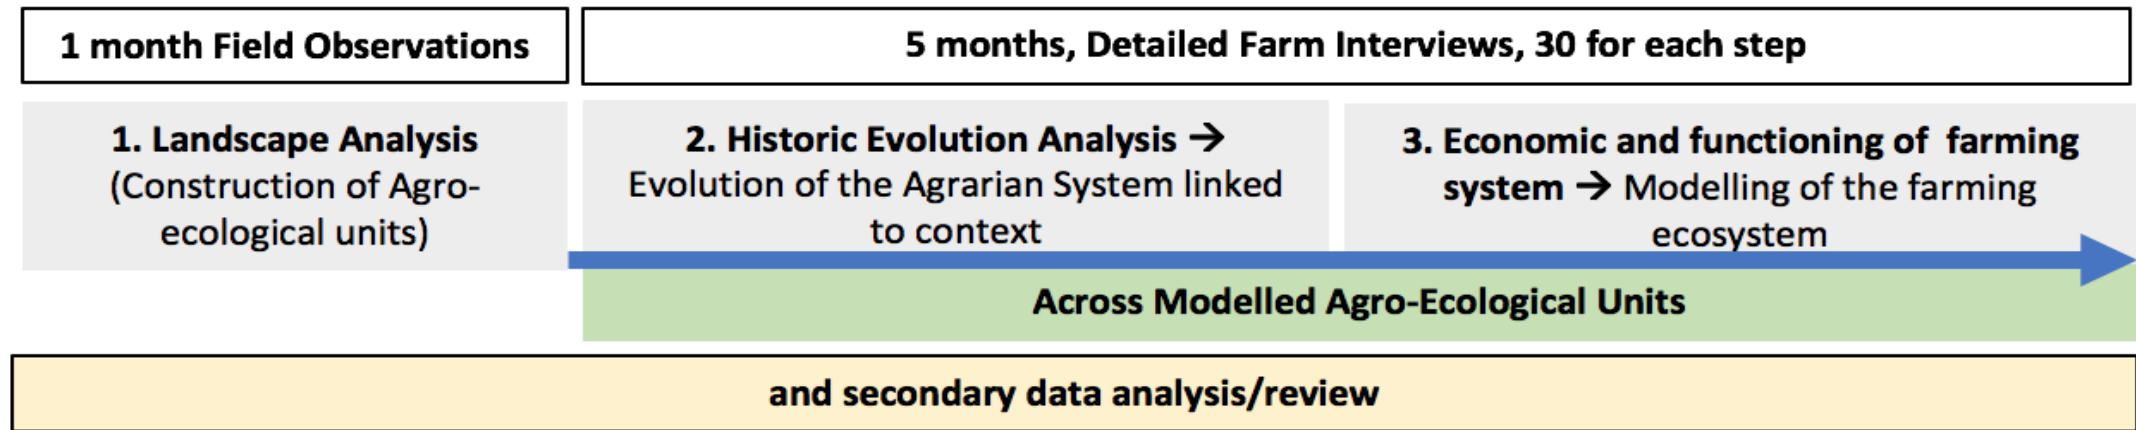 1 month Field Observations
5 months, Detailed Farm Interviews, 30 for each step
1. Landscape Analysis
(Construction of Agro-
ecological units)
2. Historic Evolution Analysis →
Evolution of the Agrarian System linked
to context
3. Economic and functioning of farming
system → Modelling of the farming
ecosystem
Across Modelled Agro-Ecological Units
and secondary data analysis/review